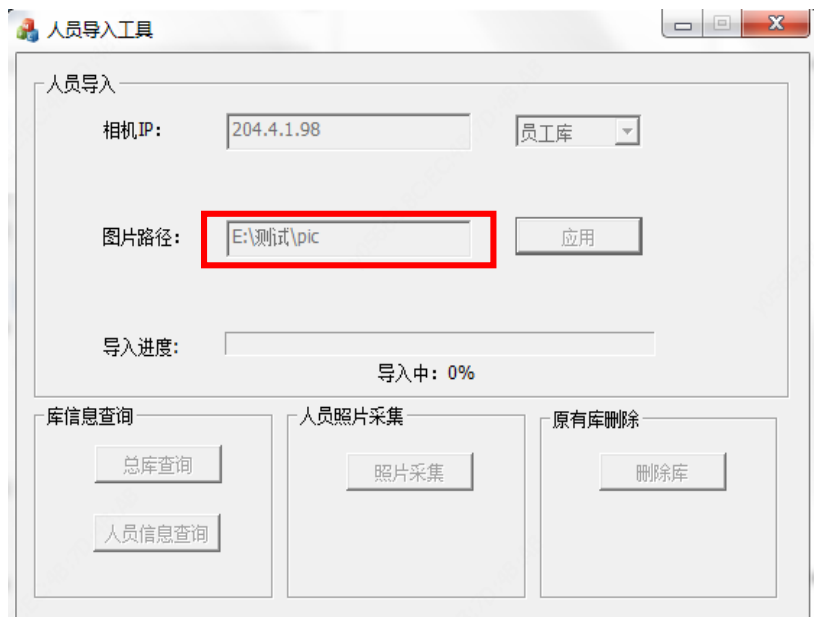 人员导入工具
人员导入
相机IP: 204.4.1.98 员工库
图片路径: E:\测试\pic 应用
导入进度:
导入中: 0%
库信息查询 人员照片采集 原有库删除
总库查询 照片采集 删除库
人员信息查询